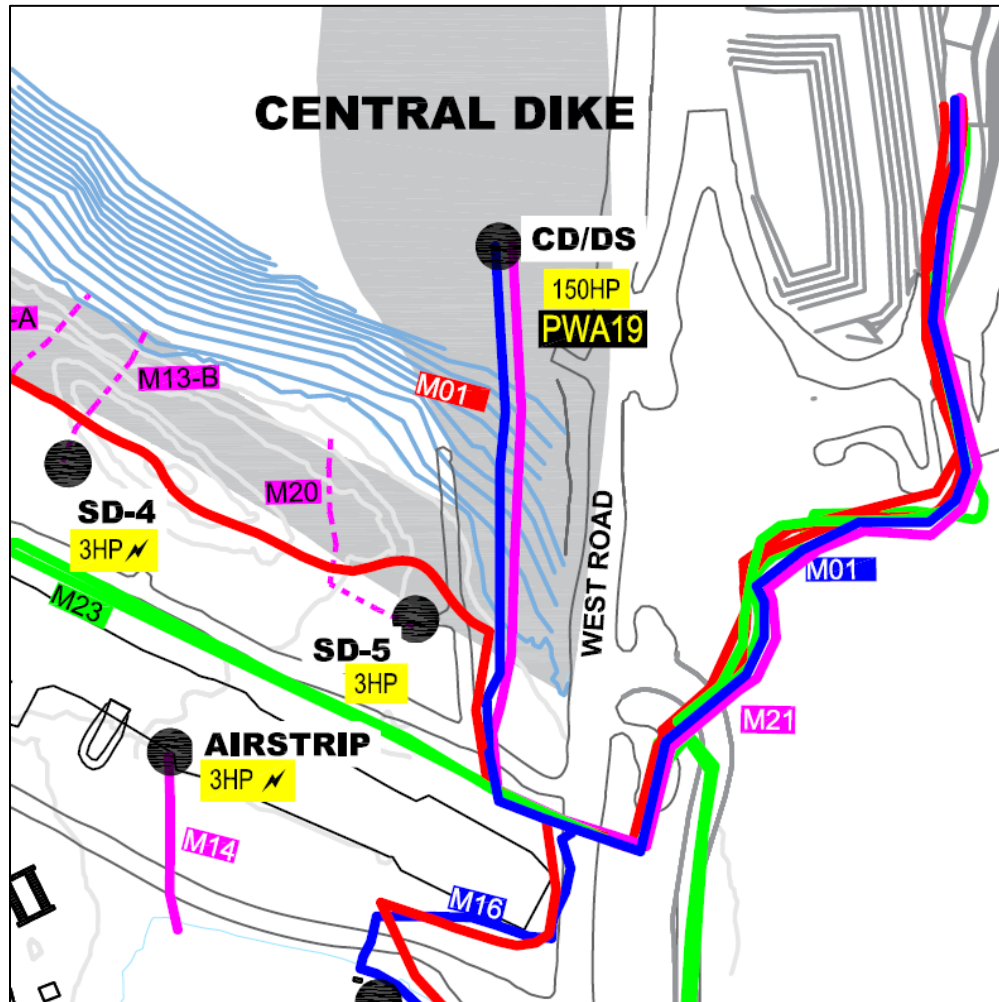 CENTRAL DIKE
CD/DS
150HP
PWA19
-A
M13-B
M01
M20
SD-4
3HP
WEST ROAD
M01
M23
SD-5
3HP
M21
AIRSTRIP
3HP
M14
M16